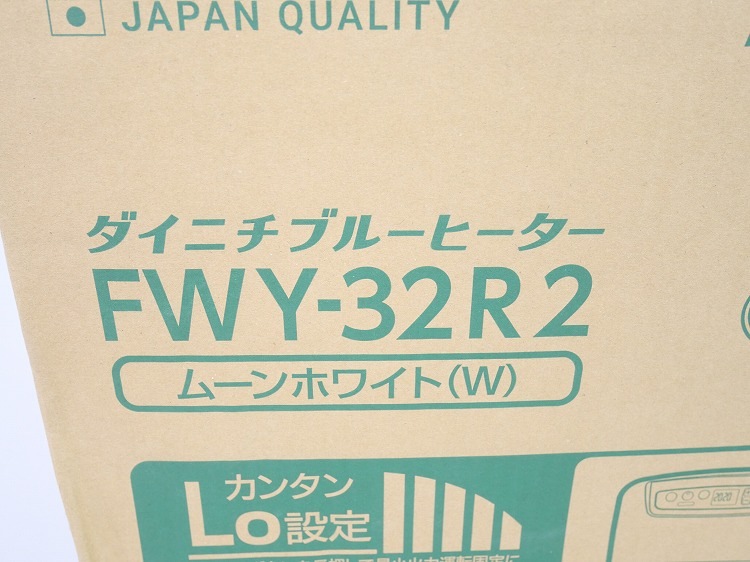 JAPAN QUALITY
ダイニチブルーヒーター
FWY-32R2
ムーンホワイト(W)
カンタン
Lo設定